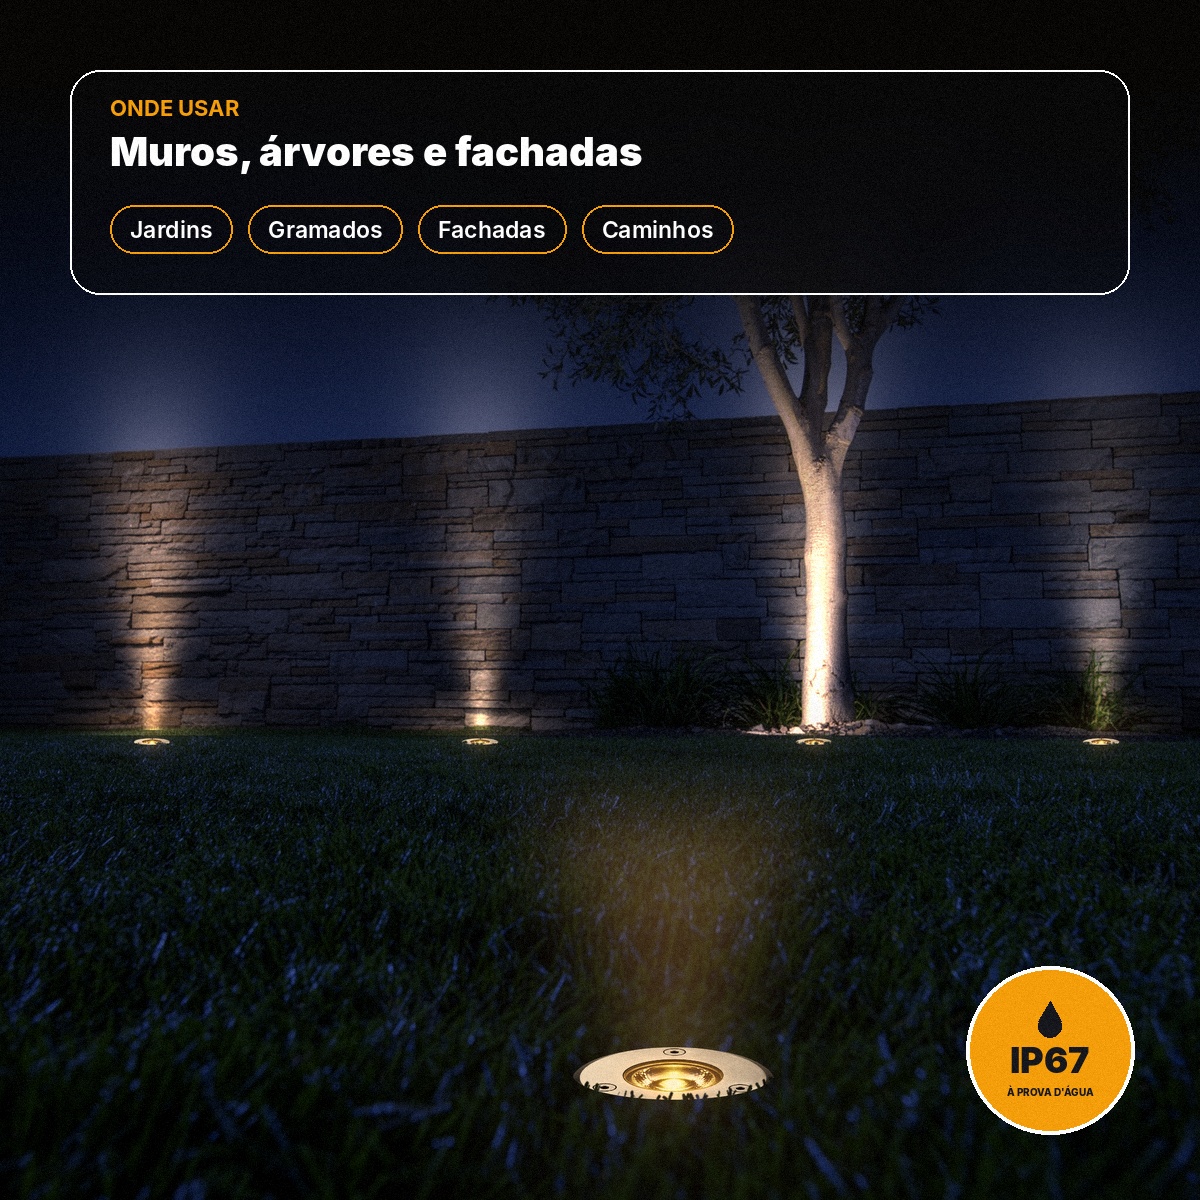 ONDE USAR
Muros, árvores e fachadas
Jardins
Gramados
Fachadas
Caminhos
IP67
À PROVA D'ÁGUA